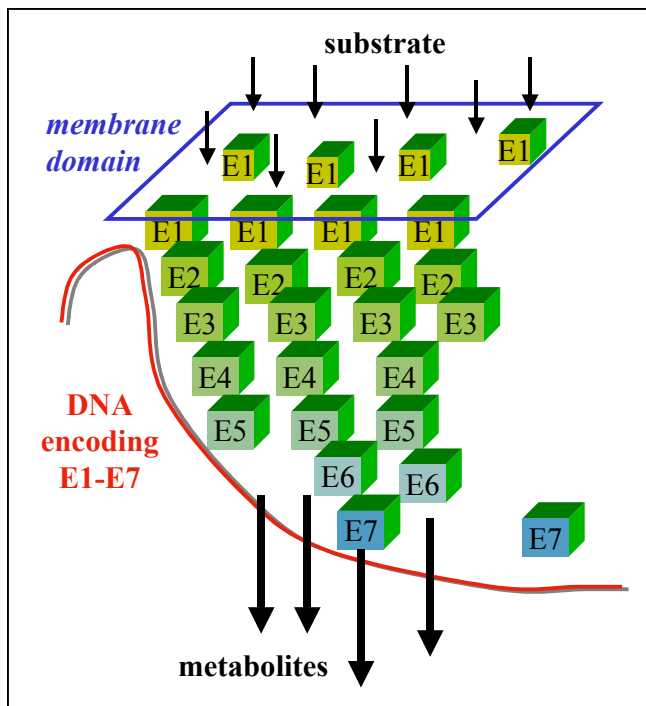 substrate
membrane
domain
E1 E1 E1 E1
E1 E1 E1 E1
E2 E2 E2 E2
E3 E3 E3 E3
E4 E4 E4
DNA
encoding
E1-E7
E5 E5 E5
E6 E6
E7 E7
metabolites